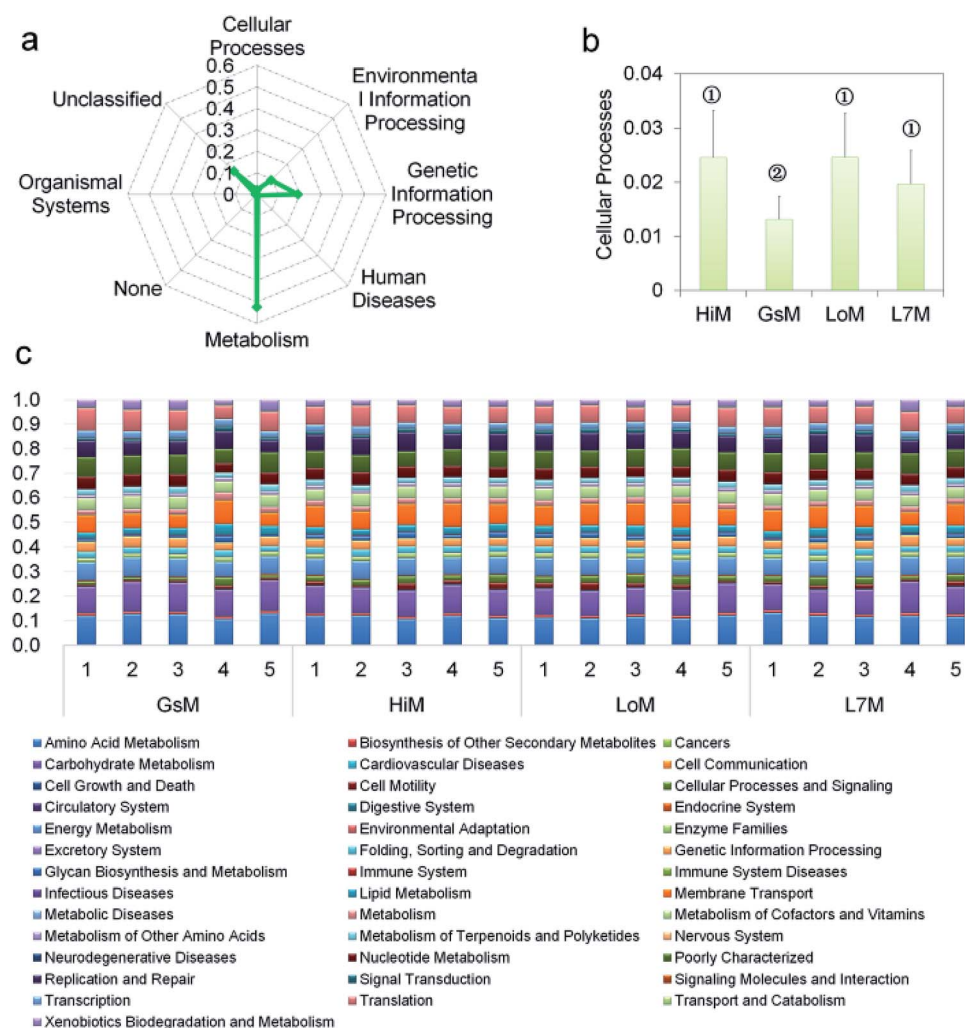 a
Cellular
Processes
0.6
0.5
0.4
0.3
0.2
0.1
0
Environmenta
l Information
Processing
Genetic
Information
Processing
Human
Diseases
Metabolism
None
Organismal
Systems
Unclassified
b
Cellular Processes
0.04
0.03
0.02
0.01
0
① ② ① ①
HiM GsM LoM L7M
c
1.0
0.9
0.8
0.7
0.6
0.5
0.4
0.3
0.2
0.1
0.0
1 2 3 4 5 1 2 3 4 5 1 2 3 4 5 1 2 3 4 5
GsM HiM LoM L7M
Amino Acid Metabolism Biosynthesis of Other Secondary Metabolites Cancers
Carbohydrate Metabolism Cardiovascular Diseases Cell Communication
Cell Growth and Death Cell Motility Cellular Processes and Signaling
Circulatory System Digestive System Endocrine System
Energy Metabolism Environmental Adaptation Enzyme Families
Excretory System Folding, Sorting and Degradation Genetic Information Processing
Glycan Biosynthesis and Metabolism Immune System Immune System Diseases
Infectious Diseases Lipid Metabolism Membrane Transport
Metabolic Diseases Metabolism Metabolism of Cofactors and Vitamins
Metabolism of Other Amino Acids Metabolism of Terpenoids and Polyketides Nervous System
Neurodegenerative Diseases Nucleotide Metabolism Poorly Characterized
Replication and Repair Signal Transduction Signaling Molecules and Interaction
Transcription Translation Transport and Catabolism
Xenobiotics Biodegradation and Metabolism